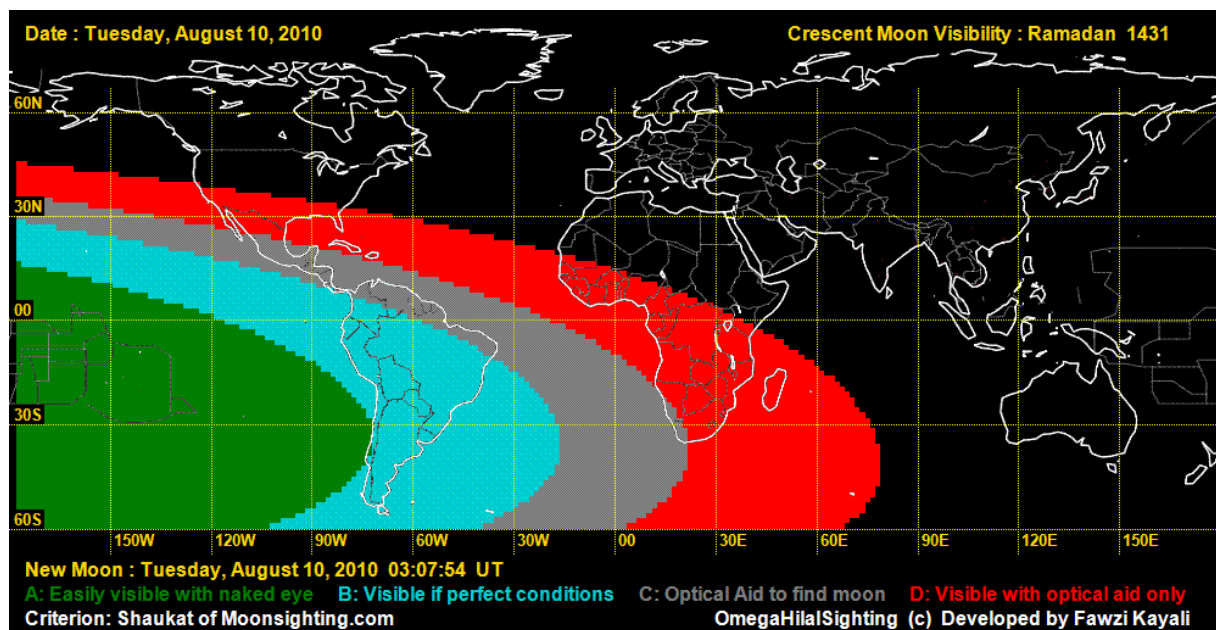 Date : Tuesday, August 10, 2010
Crescent Moon Visibility : Ramadan 1431
60N
30N
00
30S
60S
150W 120W 90W 60W 30W 00 30E 60E 90E 120E 150E
New Moon : Tuesday, August 10, 2010 03:07:54 UT
A: Easily visible with naked eye B: Visible if perfect conditions C: Optical Aid to find moon D: Visible with optical aid only
Criterion: Shaukat of Moonsighting.com OmegaHilalSighting (c) Developed by Fawzi Kayali